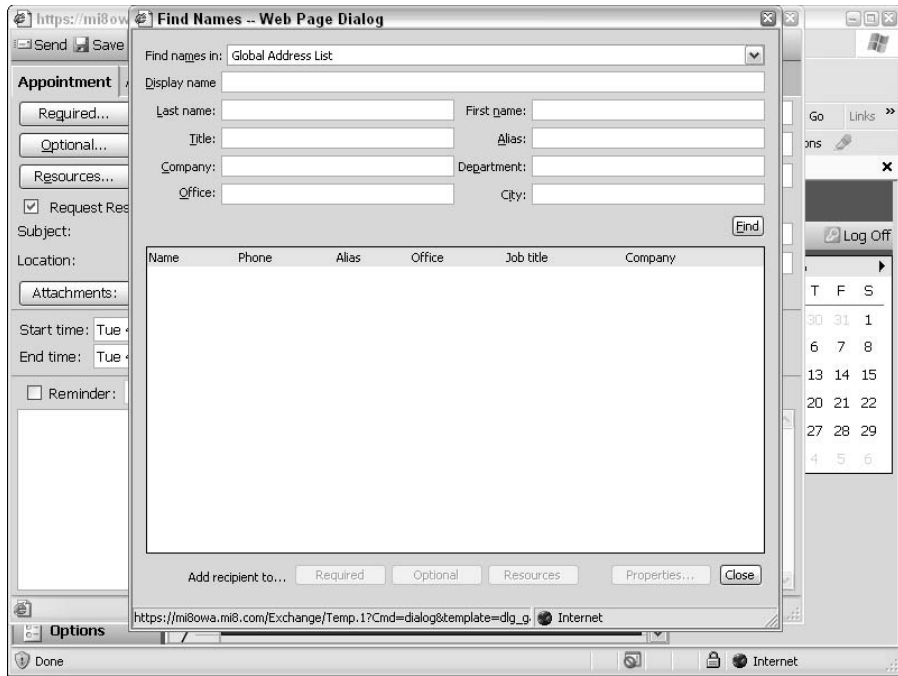 https://mi8ow
Find Names -- Web Page Dialog
Send Save
Find names in: Global Address List
Appointment
Display name
Required...
Last name:
First name:
Go
Links »
Optional...
Title:
Alias:
ons
Resources...
Company:
Department:
Request Res
Office:
City:
Subject:
Find
Log Off
Location:
Name Phone Alias Office Job title Company
Attachments:
T F S
Start time: Tue 4
30 31 1
End time: Tue 4
6 7 8
13 14 15
Reminder:
20 21 22
27 28 29
4 5 6
Add recipient to... Required Optional Resources Properties... Close
https://mi8owa.mi8.com/Exchange/Temp.1?Cmd=dialog&template=dlg_g
Internet
Options
7
Done
Internet